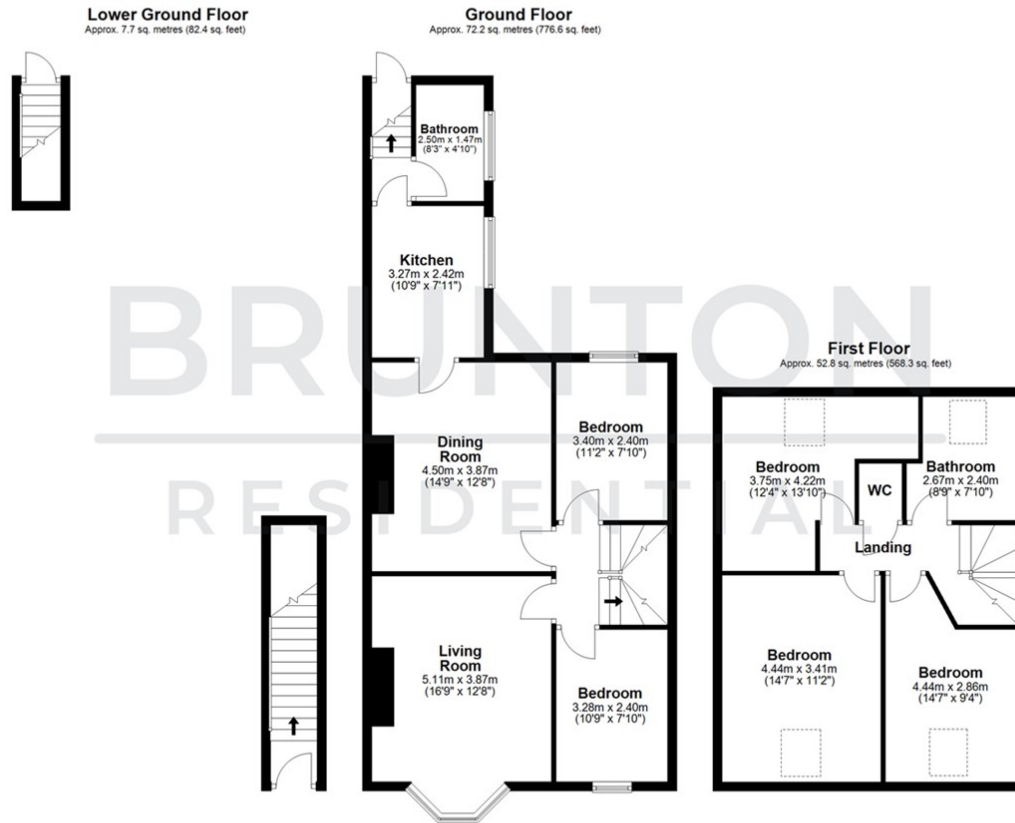 Lower Ground Floor
Approx. 7.7 sq. metres (82.4 sq. feet)
Ground Floor
Approx. 72.2 sq. metres (776.6 sq. feet)
Bathroom
2.50m x 1.47m
(8'3" x 4'10")
Kitchen
3.27m x 2.42m
(10'9" x 7'11")
BRUNTON
RESIDENTIAL
Dining
Room
4.50m x 3.87m
(14'9" x 12'8")
Bedroom
3.40m x 2.40m
(11'2" x 7'10")
Living
Room
5.11m x 3.87m
(16'9" x 12'8")
Bedroom
3.28m x 2.40m
(10'9" x 7'10")
First Floor
Approx. 52.8 sq. metres (568.3 sq. feet)
Bedroom
3.75m x 4.22m
(12'4" x 13'10")
WC
Bathroom
2.67m x 2.40m
(8'9" x 7'10")
Landing
Bedroom
4.44m x 3.41m
(14'7" x 11'2")
Bedroom
4.44m x 2.86m
(14'7" x 9'4")